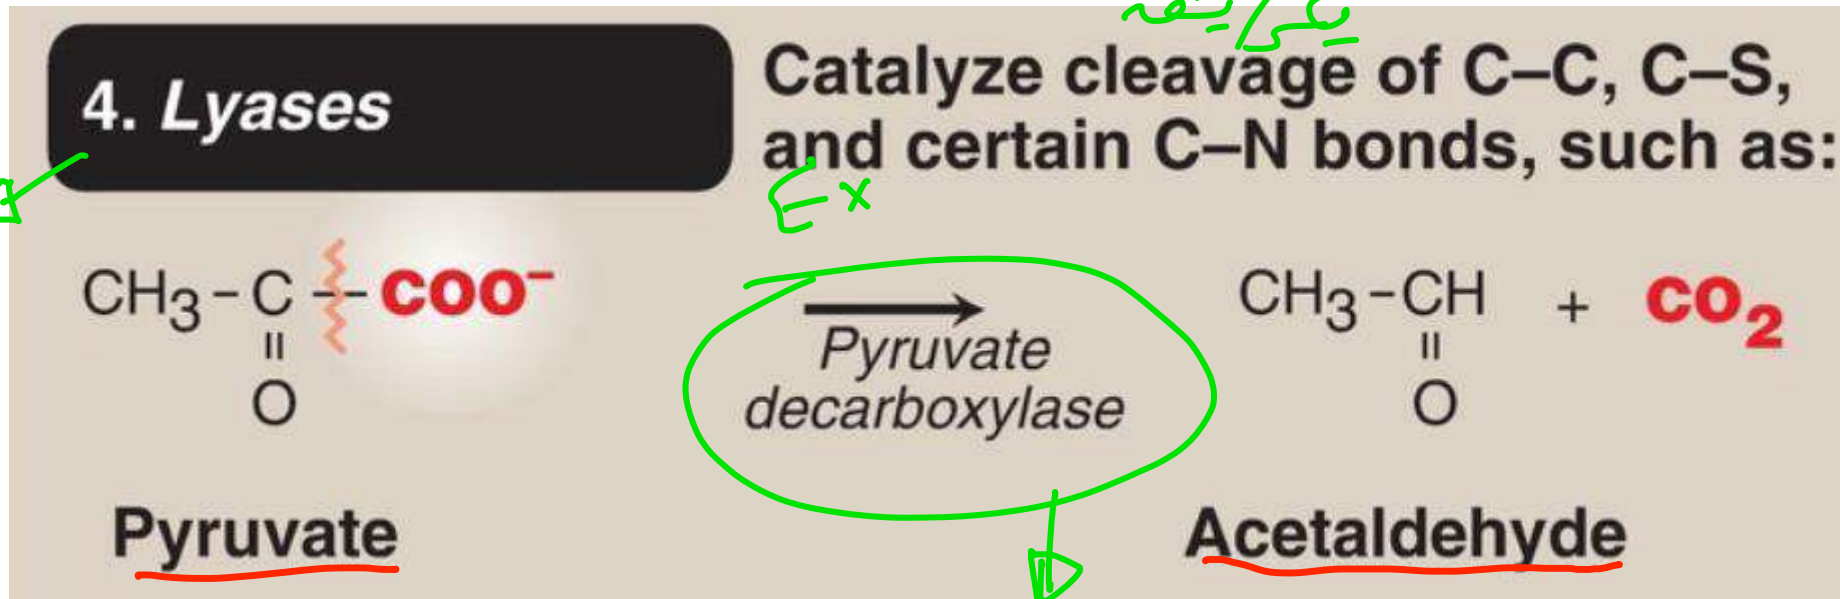 4. Lyases
Catalyze cleavage of C–C, C–S,
and certain C–N bonds, such as:
Ex
CH₃–C–COO⁻
=
O
Pyruvate
decarboxylase
CH₃–CH + CO₂
=
O
Pyruvate
Acetaldehyde